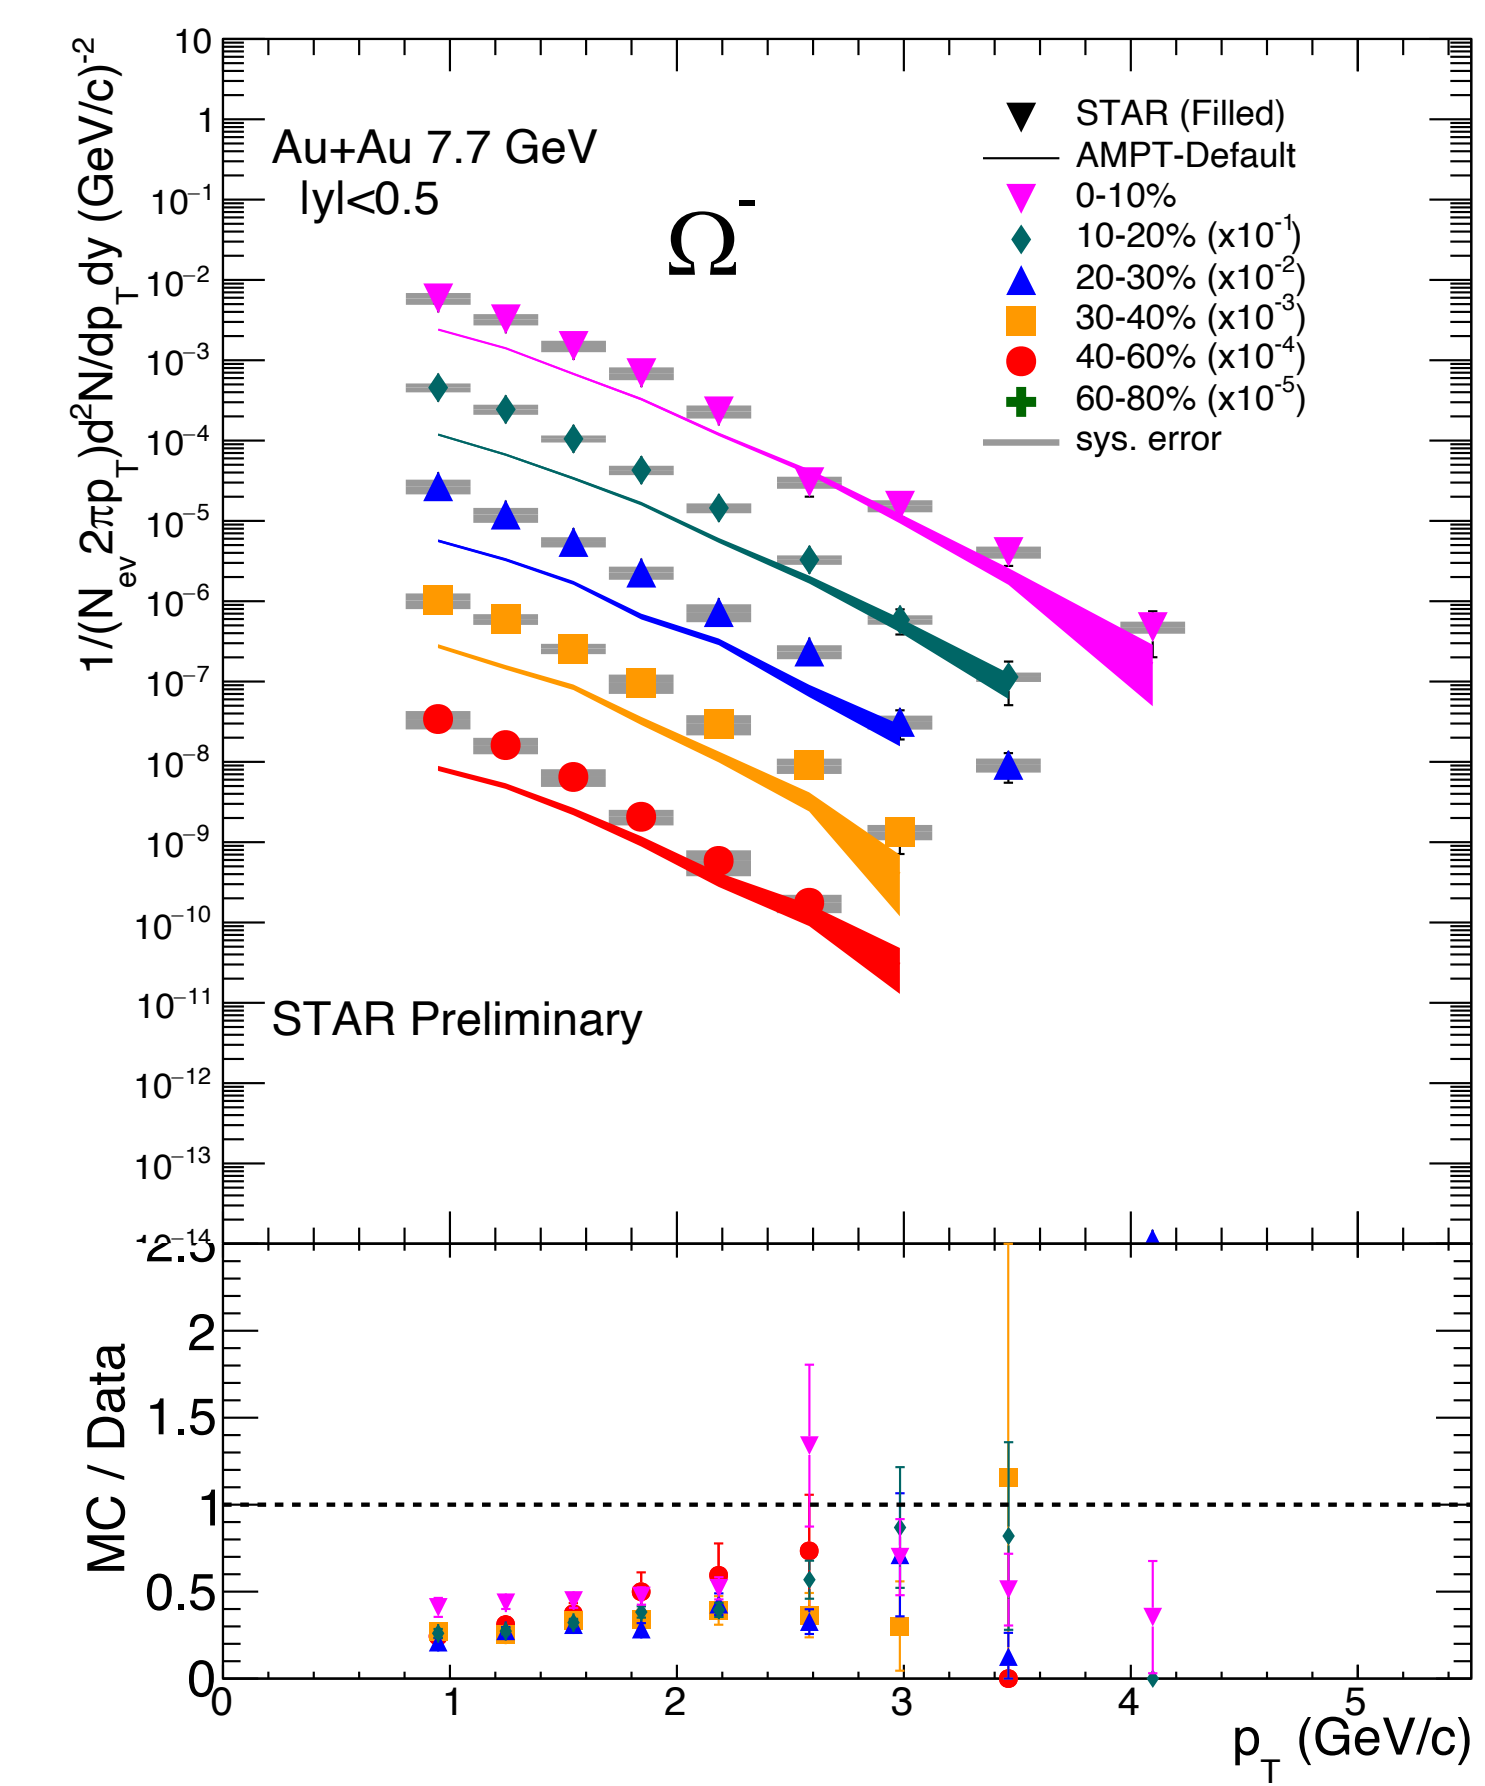 10
1
10⁻¹
10⁻²
10⁻³
10⁻⁴
10⁻⁵
10⁻⁶
10⁻⁷
10⁻⁸
10⁻⁹
10⁻¹⁰
10⁻¹¹
10⁻¹²
10⁻¹³
1/(N_ev 2πp_T)d²N/dp_T dy (GeV/c)⁻²
Au+Au 7.7 GeV
|y|<0.5
Ω⁻
STAR (Filled)
AMPT-Default
0-10%
10-20% (x10⁻¹)
20-30% (x10⁻²)
30-40% (x10⁻³)
40-60% (x10⁻⁴)
60-80% (x10⁻⁵)
sys. error
STAR Preliminary
2.5
2
1.5
1
0.5
0
MC / Data
0 1 2 3 4 5
p_T (GeV/c)